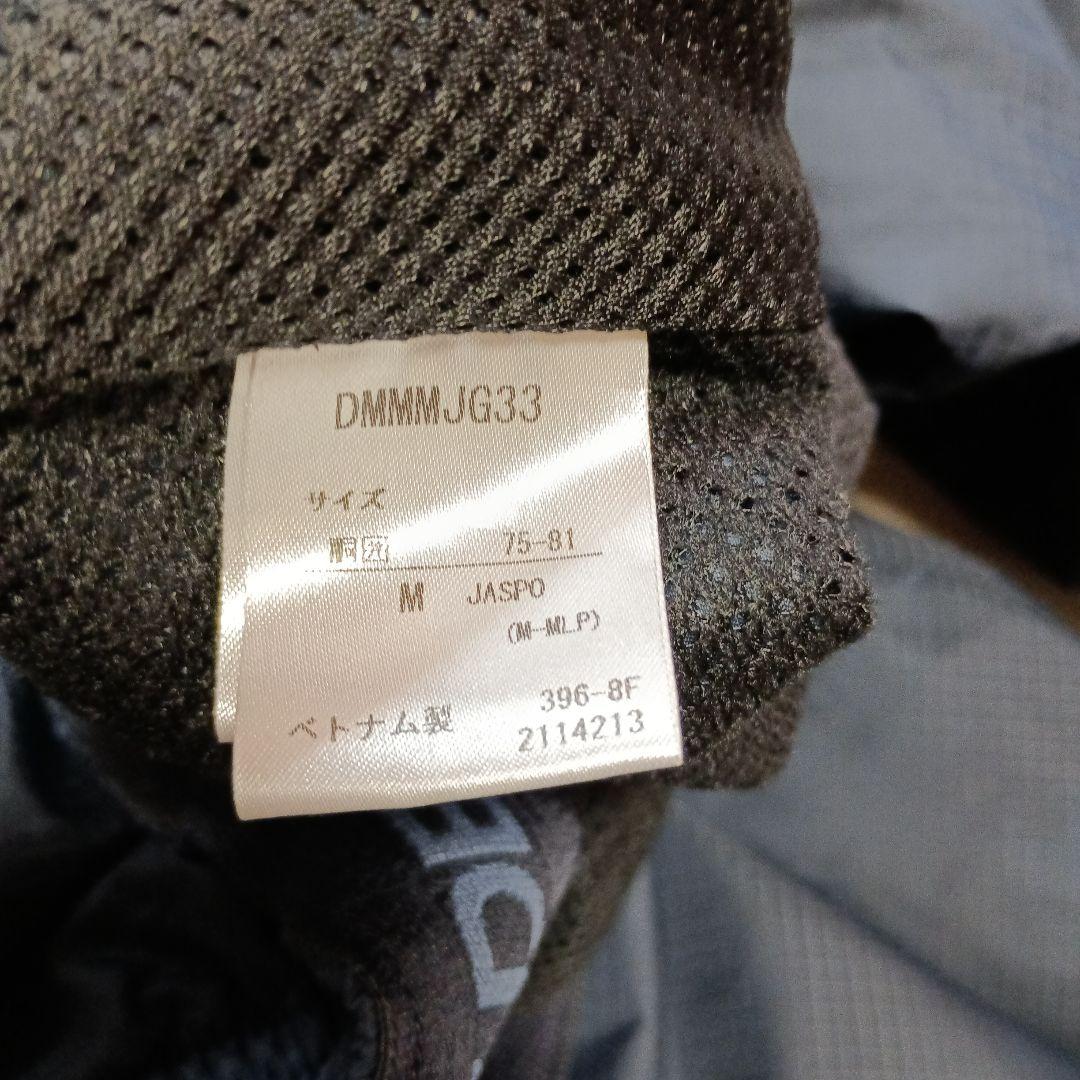 DMMMJG33
サイズ
胴囲 75-81
M JASPO
(M-MLP)
396-8F
ベトナム製 2114213